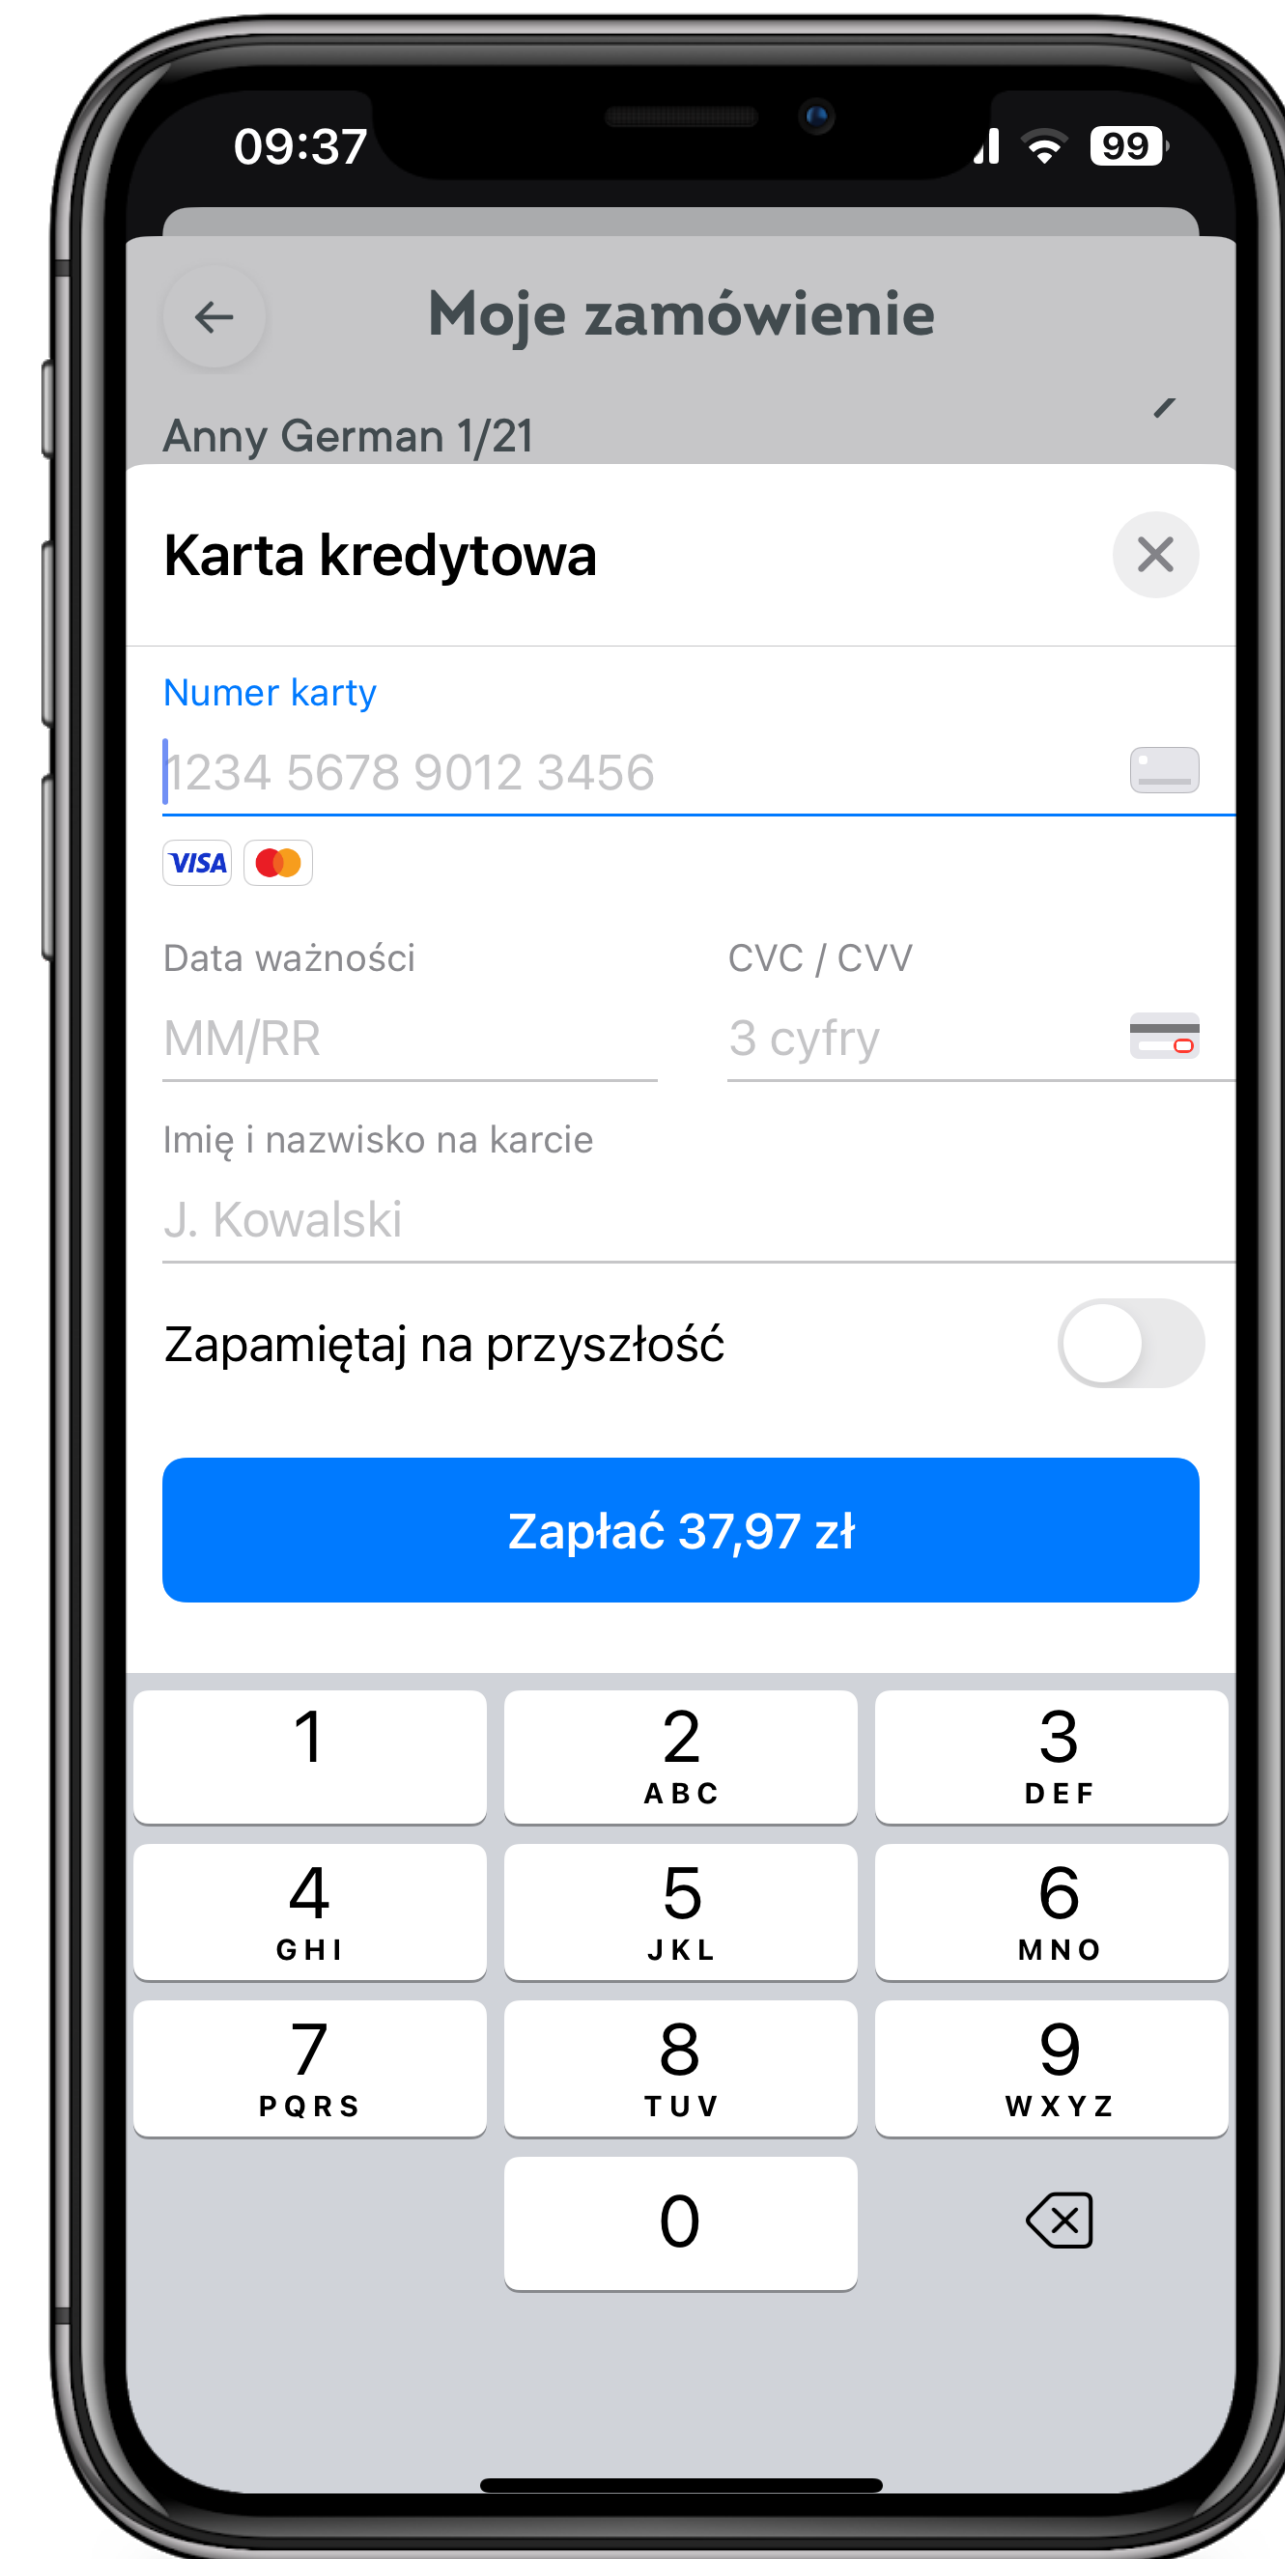 09:37
99
Moje zamówienie
Anny German 1/21
Karta kredytowa
Numer karty
1234 5678 9012 3456
VISA
Data ważności CVC / CVV
MM/RR 3 cyfry
Imię i nazwisko na karcie
J. Kowalski
Zapamiętaj na przyszłość
Zapłać 37,97 zł
1 2 3
ABC DEF
4 5 6
GHI JKL MNO
7 8 9
PQRS TUV WXYZ
0